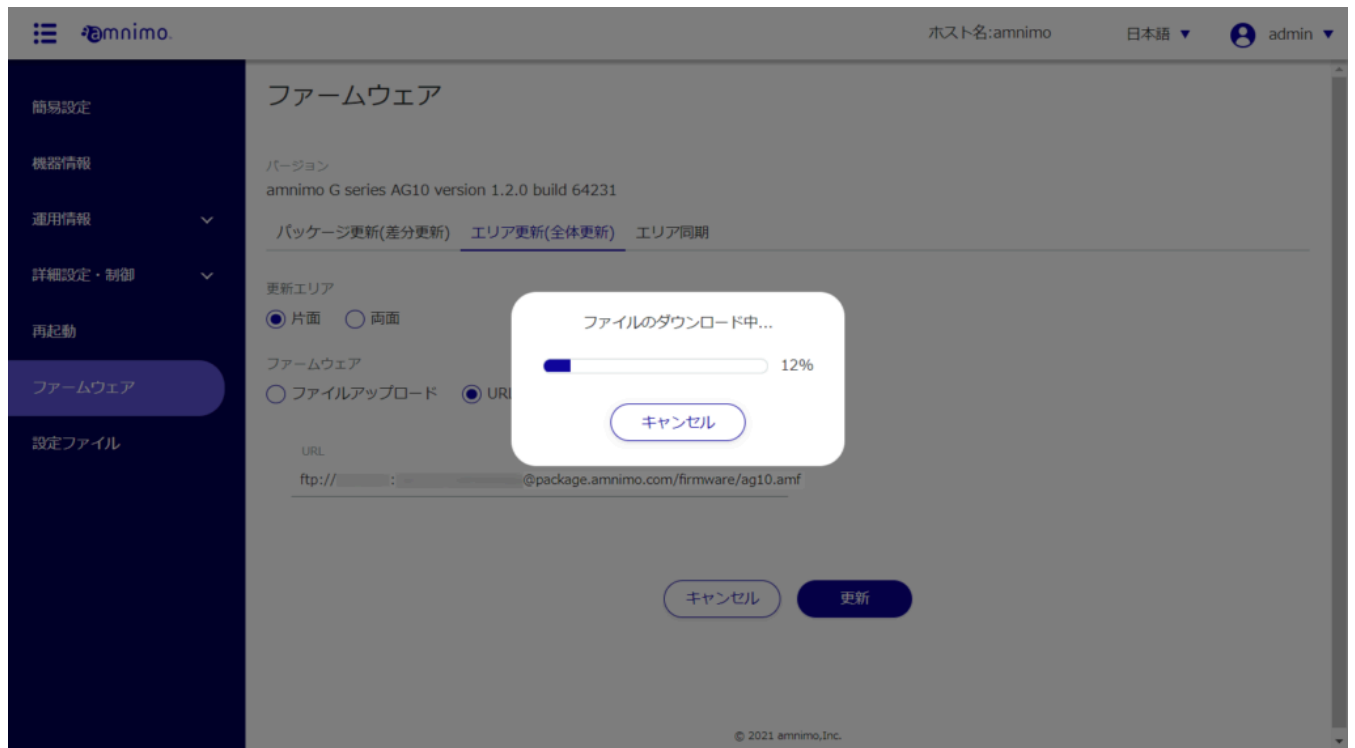 amnimo.
ホスト名:amnimo
日本語 ▼
admin ▼
簡易設定
機器情報
運用情報
詳細設定・制御
再起動
ファームウェア
設定ファイル
ファームウェア
バージョン
amnimo G series AG10 version 1.2.0 build 64231
パッケージ更新(差分更新) エリア更新(全体更新) エリア同期
更新エリア
片面 両面
ファームウェア
ファイルアップロード URL
URL
ftp:// : @package.amnimo.com/firmware/ag10.amf
ファイルのダウンロード中...
12%
キャンセル
キャンセル 更新
© 2021 amnimo,Inc.